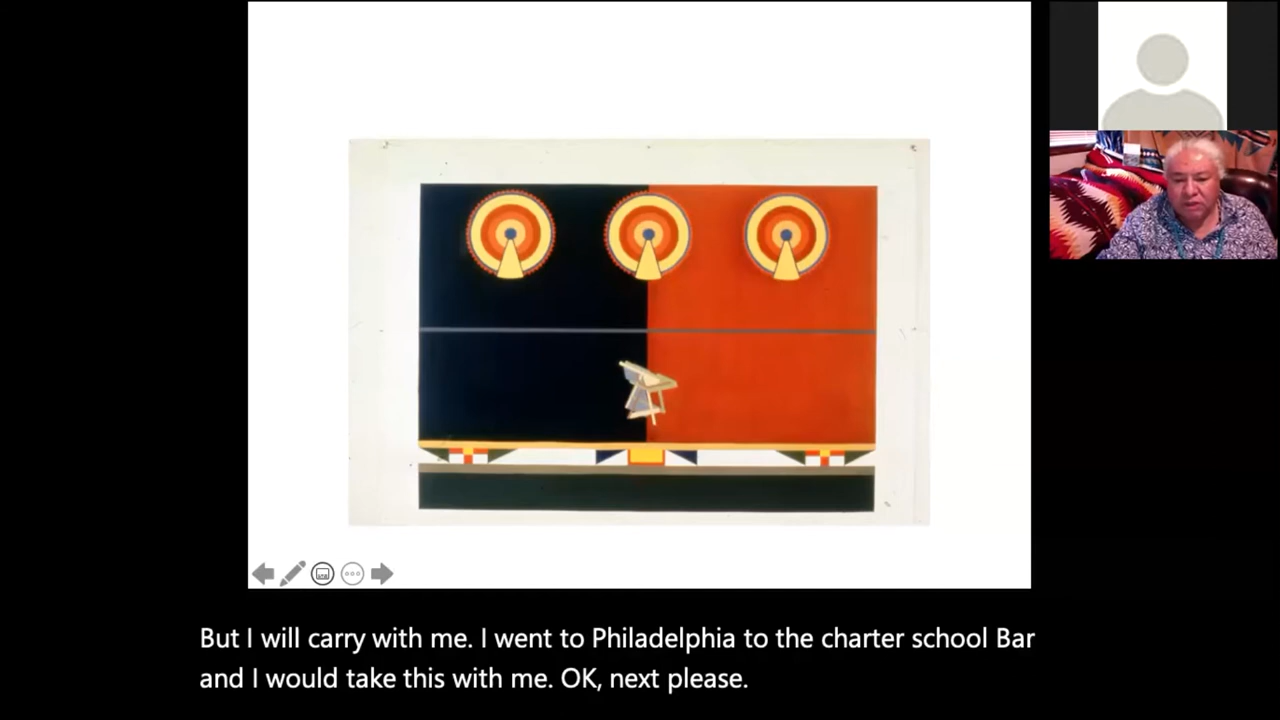 But I will carry with me. I went to Philadelphia to the charter school Bar
and I would take this with me. OK, next please.